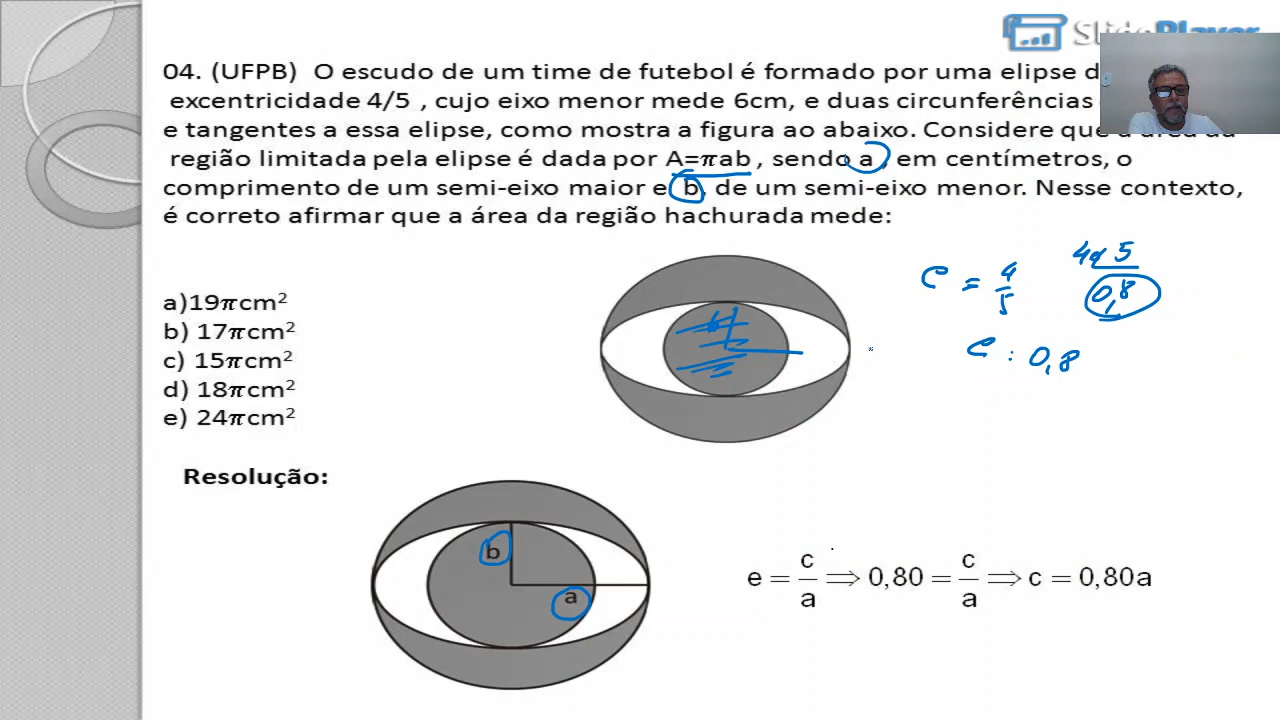 SlidePlayer
04. (UFPB) O escudo de um time de futebol é formado por uma elipse d
excentricidade 4/5 , cujo eixo menor mede 6cm, e duas circunferências
e tangentes a essa elipse, como mostra a figura ao abaixo. Considere que a área da
região limitada pela elipse é dada por A=πab , sendo a , em centímetros, o
comprimento de um semi-eixo maior e b, de um semi-eixo menor. Nesse contexto,
é correto afirmar que a área da região hachurada mede:
e = 4/5
4 5
0,8
e : 0,8
a)19πcm²
b) 17πcm²
c) 15πcm²
d) 18πcm²
e) 24πcm²
b
Resolução:
b
a
e = c/a ⟹ 0,80 = c/a ⟹ c = 0,80a